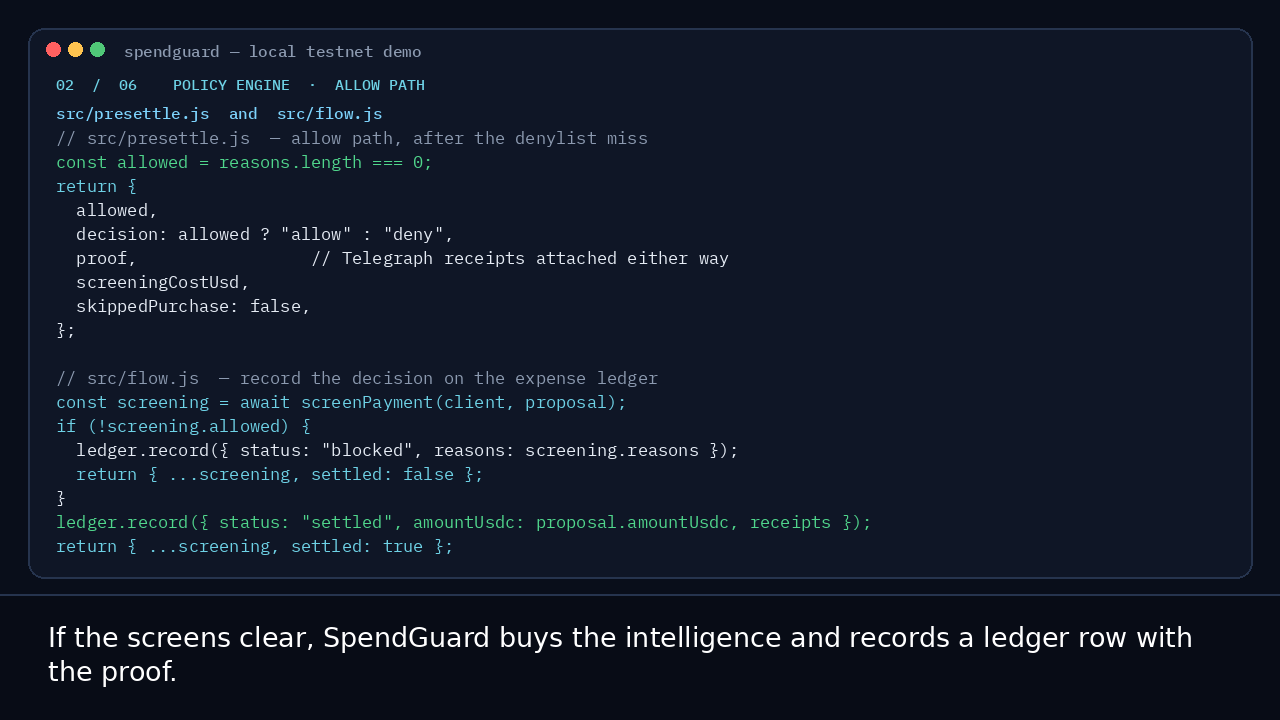 spendguard — local testnet demo
02 / 06 POLICY ENGINE · ALLOW PATH
src/presettle.js and src/flow.js
// src/presettle.js — allow path, after the denylist miss
const allowed = reasons.length === 0;
return {
  allowed,
  decision: allowed ? "allow" : "deny",
  proof,                 // Telegraph receipts attached either way
  screeningCostUsd,
  skippedPurchase: false,
};
// src/flow.js — record the decision on the expense ledger
const screening = await screenPayment(client, proposal);
if (!screening.allowed) {
  ledger.record({ status: "blocked", reasons: screening.reasons });
  return { ...screening, settled: false };
}
ledger.record({ status: "settled", amountUsdc: proposal.amountUsdc, receipts });
return { ...screening, settled: true };
If the screens clear, SpendGuard buys the intelligence and records a ledger row with
the proof.